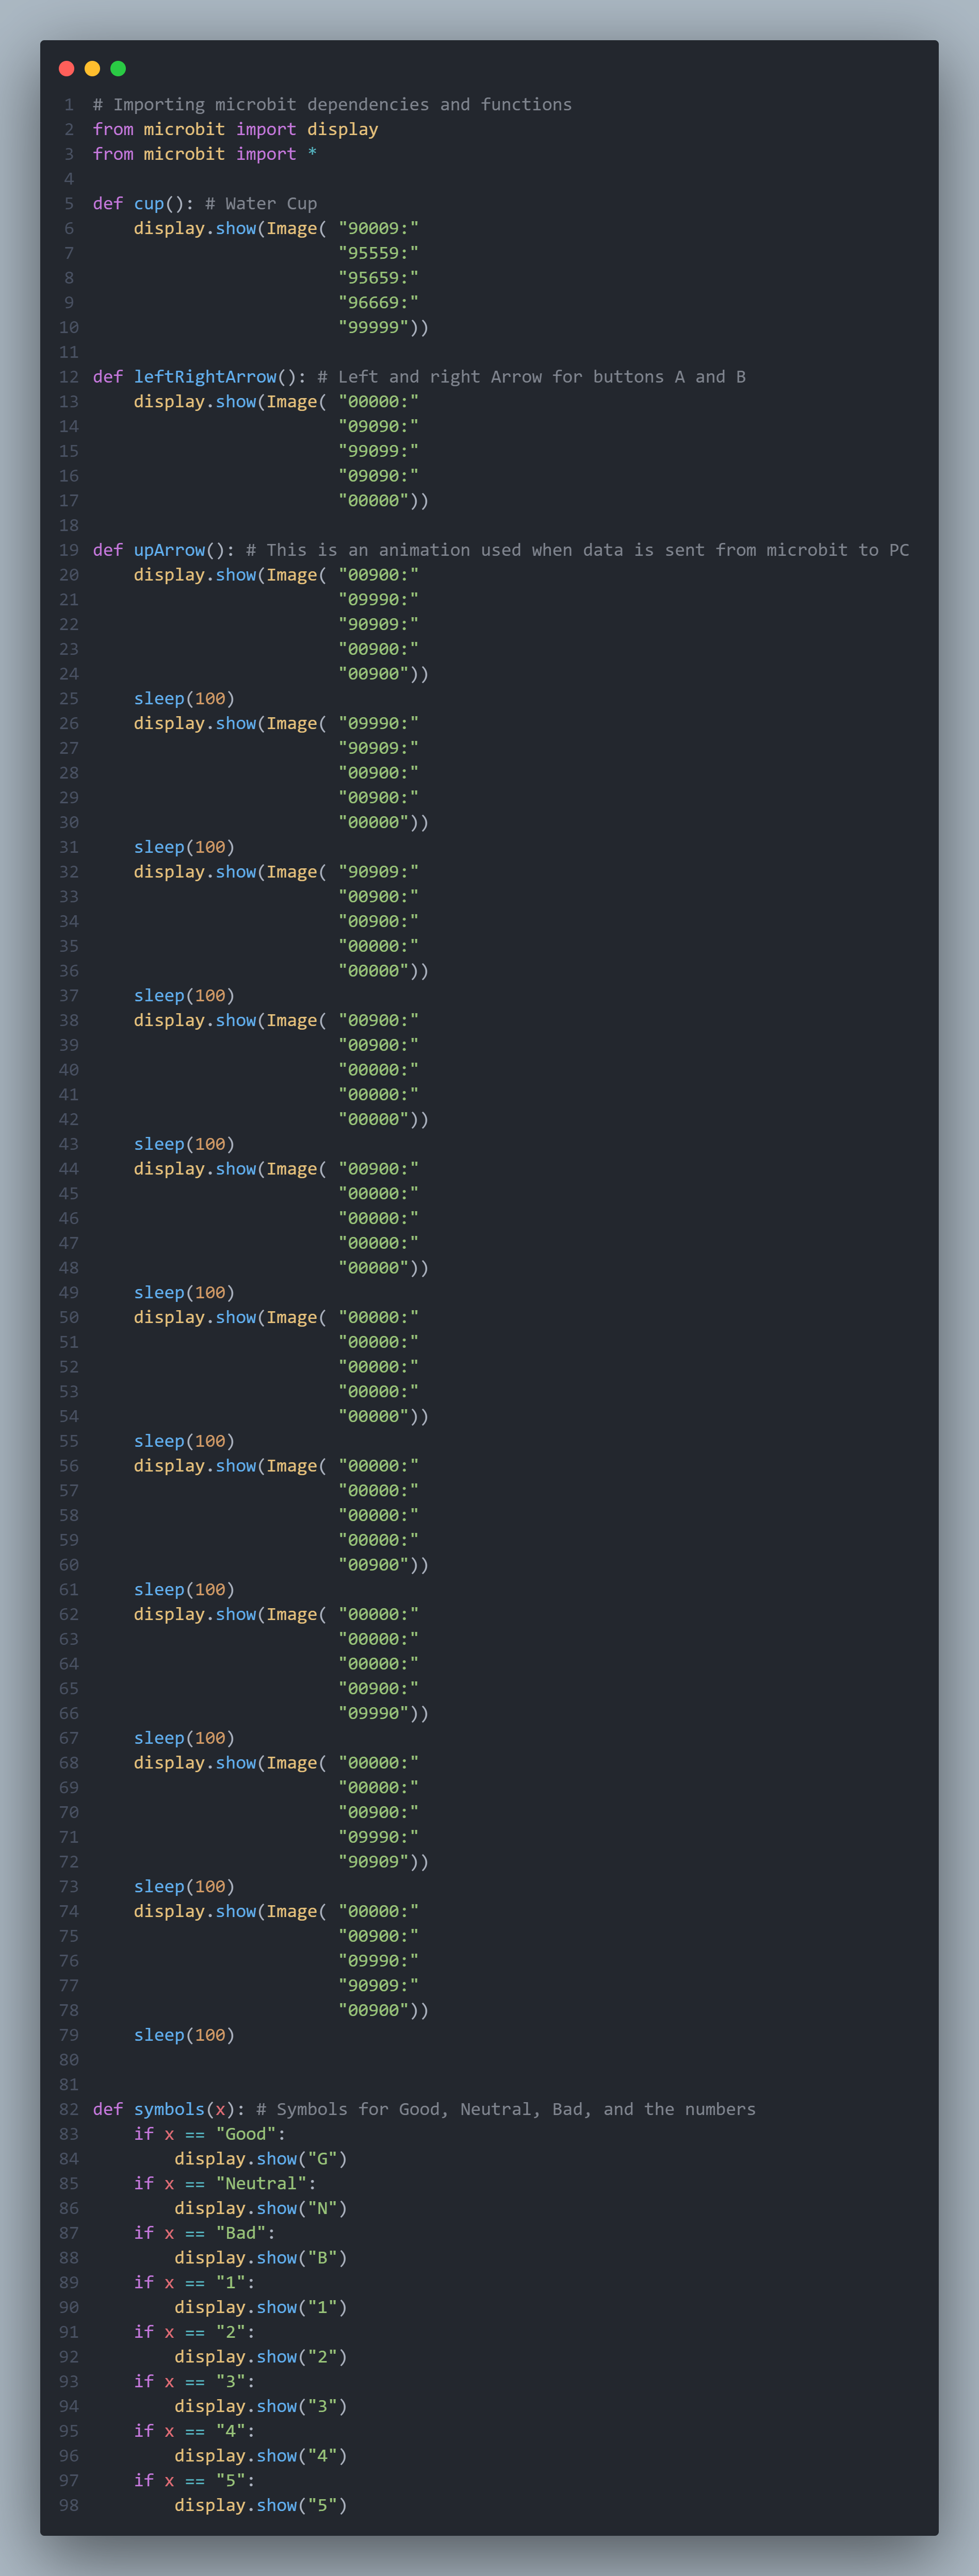 1 # Importing microbit dependencies and functions
2 from microbit import display
3 from microbit import *
4
5 def cup(): # Water Cup
6     display.show(Image( "90009:"
7                         "95559:"
8                         "95659:"
9                         "96669:"
10                         "99999"))
11
12 def leftRightArrow(): # Left and right Arrow for buttons A and B
13     display.show(Image( "00000:"
14                         "09090:"
15                         "99099:"
16                         "09090:"
17                         "00000"))
18
19 def upArrow(): # This is an animation used when data is sent from microbit to PC
20     display.show(Image( "00900:"
21                         "09990:"
22                         "90909:"
23                         "00900:"
24                         "00900"))
25     sleep(100)
26     display.show(Image( "09990:"
27                         "90909:"
28                         "00900:"
29                         "00900:"
30                         "00000"))
31     sleep(100)
32     display.show(Image( "90909:"
33                         "00900:"
34                         "00900:"
35                         "00000:"
36                         "00000"))
37     sleep(100)
38     display.show(Image( "00900:"
39                         "00900:"
40                         "00000:"
41                         "00000:"
42                         "00000"))
43     sleep(100)
44     display.show(Image( "00900:"
45                         "00000:"
46                         "00000:"
47                         "00000:"
48                         "00000"))
49     sleep(100)
50     display.show(Image( "00000:"
51                         "00000:"
52                         "00000:"
53                         "00000:"
54                         "00000"))
55     sleep(100)
56     display.show(Image( "00000:"
57                         "00000:"
58                         "00000:"
59                         "00000:"
60                         "00900"))
61     sleep(100)
62     display.show(Image( "00000:"
63                         "00000:"
64                         "00000:"
65                         "00900:"
66                         "09990"))
67     sleep(100)
68     display.show(Image( "00000:"
69                         "00000:"
70                         "00900:"
71                         "09990:"
72                         "90909"))
73     sleep(100)
74     display.show(Image( "00000:"
75                         "00900:"
76                         "09990:"
77                         "90909:"
78                         "00900"))
79     sleep(100)
80
81
82 def symbols(x): # Symbols for Good, Neutral, Bad, and the numbers
83     if x == "Good":
84         display.show("G")
85     if x == "Neutral":
86         display.show("N")
87     if x == "Bad":
88         display.show("B")
89     if x == "1":
90         display.show("1")
91     if x == "2":
92         display.show("2")
93     if x == "3":
94         display.show("3")
95     if x == "4":
96         display.show("4")
97     if x == "5":
98         display.show("5")